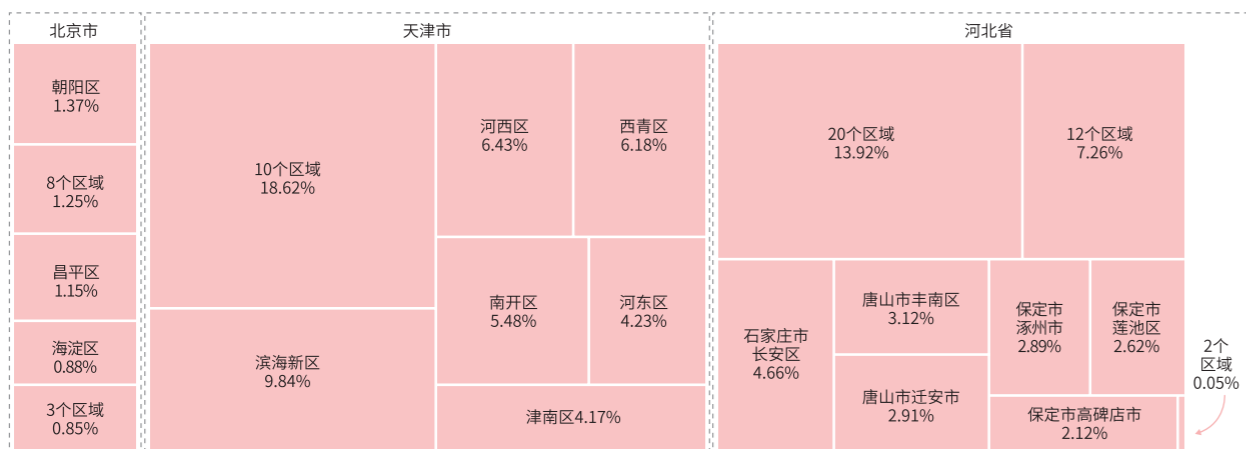 北京市
朝阳区
1.37%
8个区域
1.25%
昌平区
1.15%
海淀区
0.88%
3个区域
0.85%
天津市
10个区域
18.62%
河西区
6.43%
西青区
6.18%
滨海新区
9.84%
南开区
5.48%
河东区
4.23%
津南区4.17%
河北省
20个区域
13.92%
12个区域
7.26%
石家庄市
长安区
4.66%
唐山市丰南区
3.12%
唐山市迁安市
2.91%
保定市
涿州市
2.89%
保定市
莲池区
2.62%
保定市高碑店市
2.12%
2个
区域
0.05%